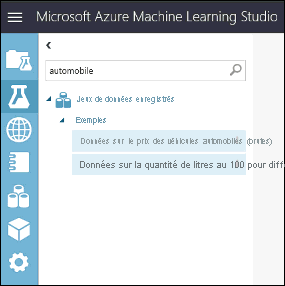 Microsoft Azure Machine Learning Studio
automobile
Jeux de données enregistrés
Exemples
Données sur le prix des véhicules automobiles (brutes)
Données sur la quantité de litres au 100 pour diff